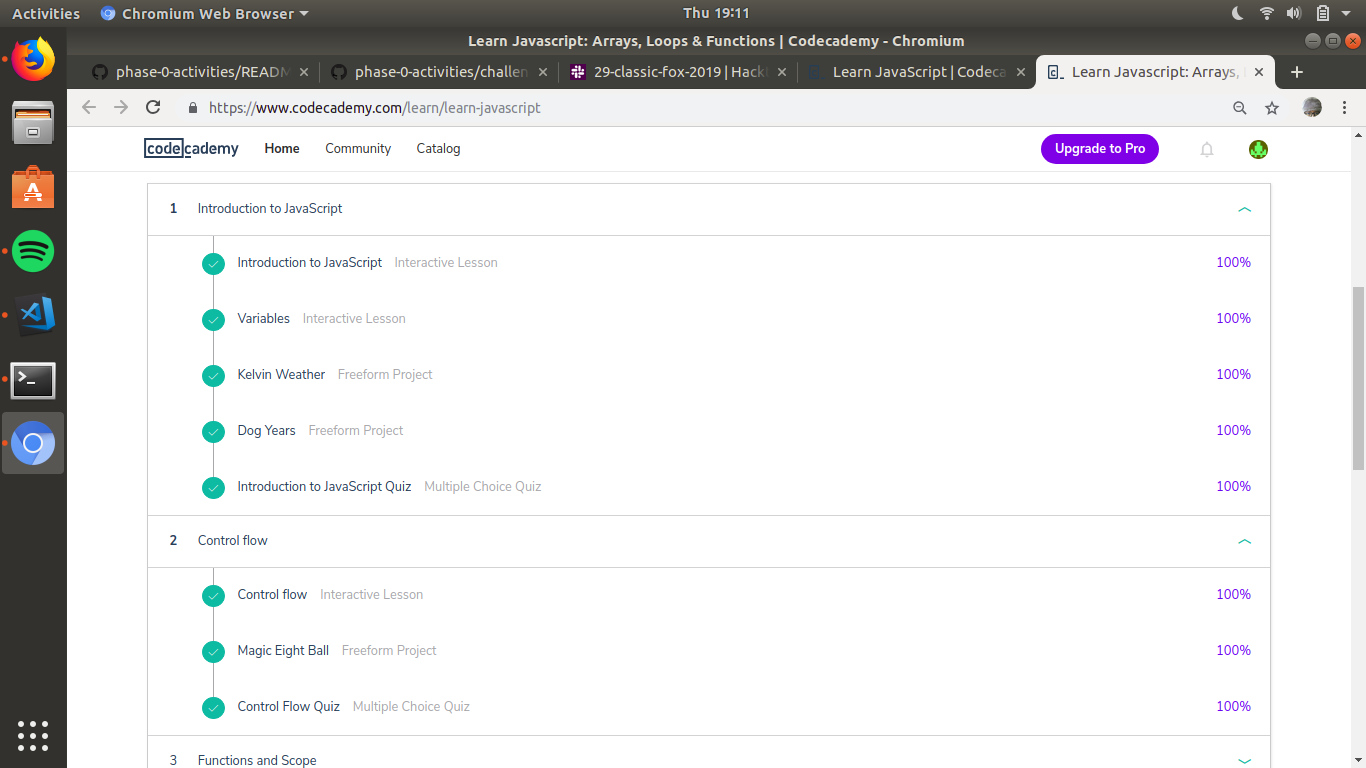 Activities Chromium Web Browser Thu 19:11
Learn Javascript: Arrays, Loops & Functions | Codecademy - Chromium
phase-0-activities/READM phase-0-activities/challen 29-classic-fox-2019 | Hack Learn JavaScript | Codeca Learn Javascript: Arrays,
https://www.codecademy.com/learn/learn-javascript
codecademy Home Community Catalog Upgrade to Pro
1 Introduction to JavaScript
Introduction to JavaScript Interactive Lesson 100%
Variables Interactive Lesson 100%
Kelvin Weather Freeform Project 100%
Dog Years Freeform Project 100%
Introduction to JavaScript Quiz Multiple Choice Quiz 100%
2 Control flow
Control flow Interactive Lesson 100%
Magic Eight Ball Freeform Project 100%
Control Flow Quiz Multiple Choice Quiz 100%
3 Functions and Scope